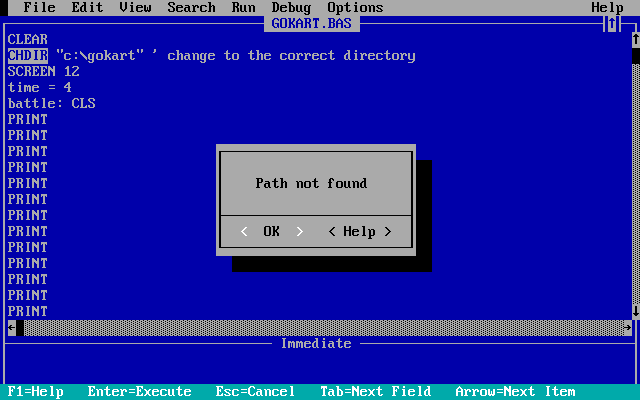 File Edit View Search Run Debug Options Help
GOKART.BAS
CLEAR
CHDIR "c:\gokart" ' change to the correct directory
SCREEN 12
time = 4
battle: CLS
PRINT
PRINT
PRINT
PRINT
PRINT
PRINT
PRINT
PRINT
PRINT
PRINT
PRINT
PRINT
PRINT
Path not found
< OK > < Help >
Immediate
F1=Help Enter=Execute Esc=Cancel Tab=Next Field Arrow=Next Item